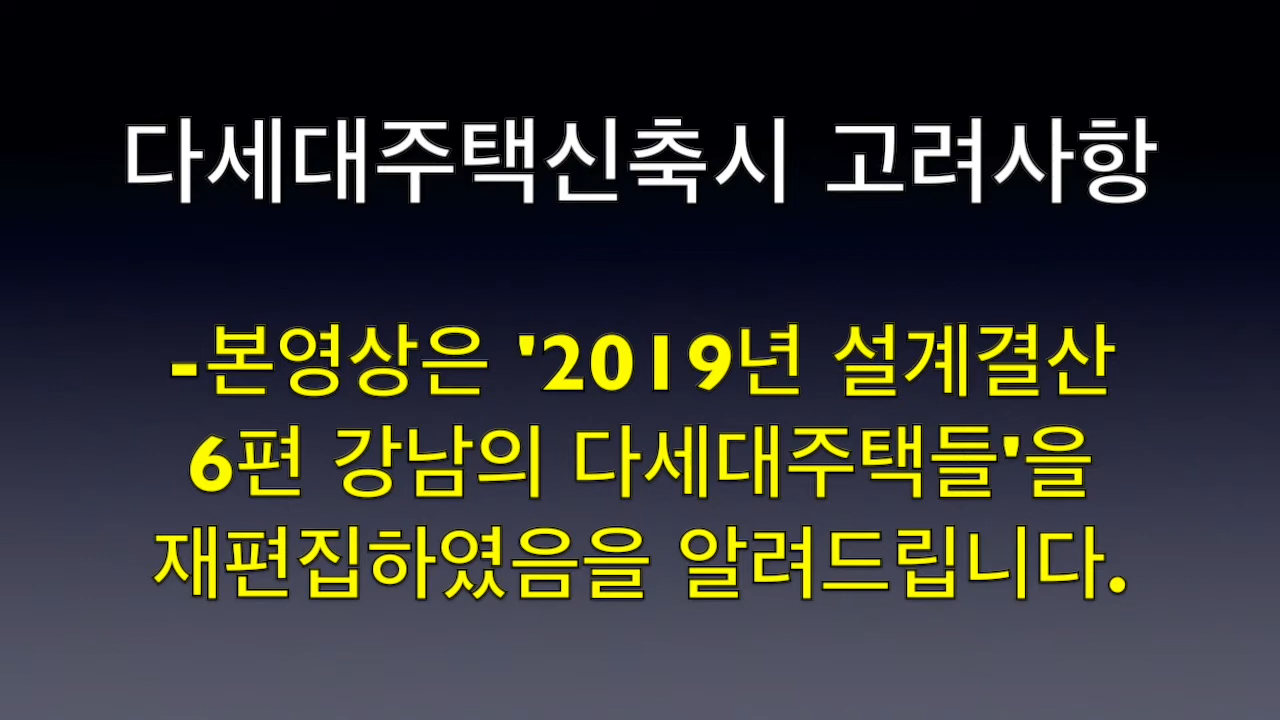 다세대주택신축시 고려사항
-본영상은 '2019년 설계결산
6편 강남의 다세대주택들'을
재편집하였음을 알려드립니다.